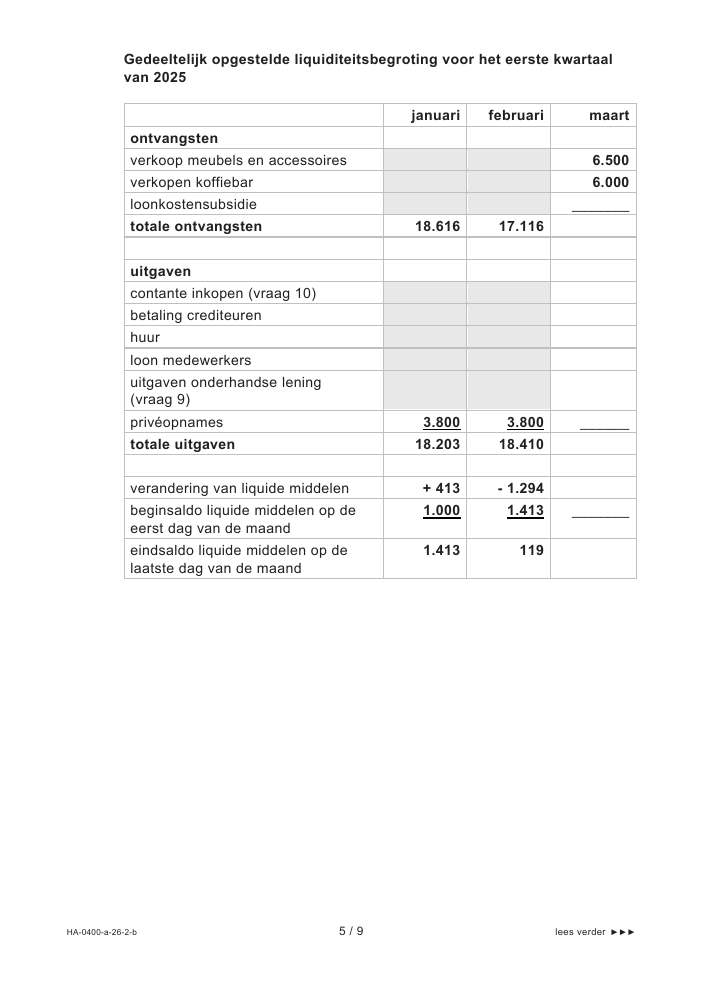 Gedeeltelijk opgestelde liquiditeitsbegroting voor het eerste kwartaal
van 2025
januari februari maart
ontvangsten
verkoop meubels en accessoires 6.500
verkopen koffiebar 6.000
loonkostensubsidie _______
totale ontvangsten 18.616 17.116
uitgaven
contante inkopen (vraag 10)
betaling crediteuren
huur
loon medewerkers
uitgaven onderhandse lening
(vraag 9)
privéopnames 3.800 3.800 ______
totale uitgaven 18.203 18.410
verandering van liquide middelen + 413 - 1.294
beginsaldo liquide middelen op de 1.000 1.413 _______
eerst dag van de maand
eindsaldo liquide middelen op de 1.413 119
laatste dag van de maand
HA-0400-a-26-2-b 5 / 9 lees verder ►►►